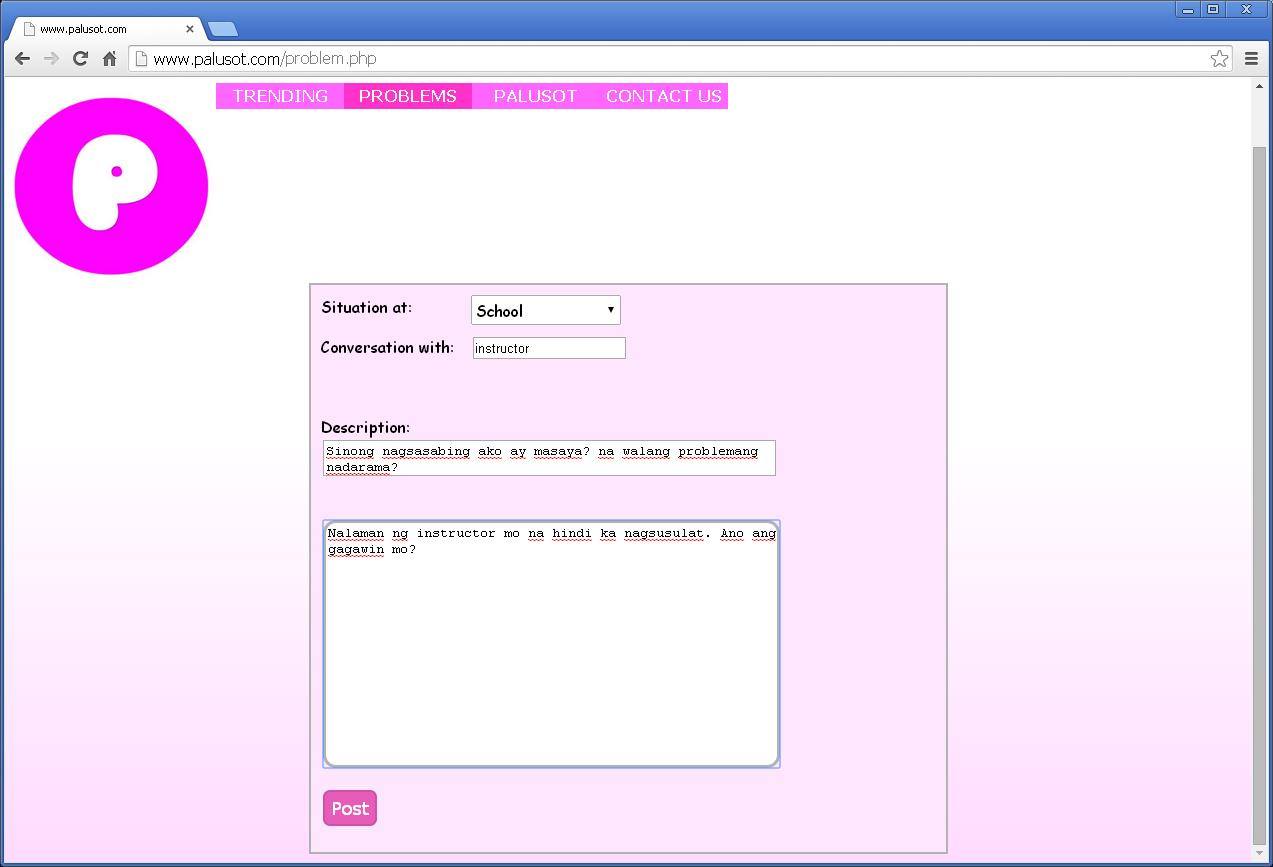 www.palusot.com
www.palusot.com/problem.php
TRENDING PROBLEMS PALUSOT CONTACT US
P
Situation at: School
Conversation with: instructor
Description:
Sinong nagsasabing ako ay masaya? na walang problemang
nadarama?
Nalaman ng instructor mo na hindi ka nagsusulat. Ano ang
gagawin mo?
Post